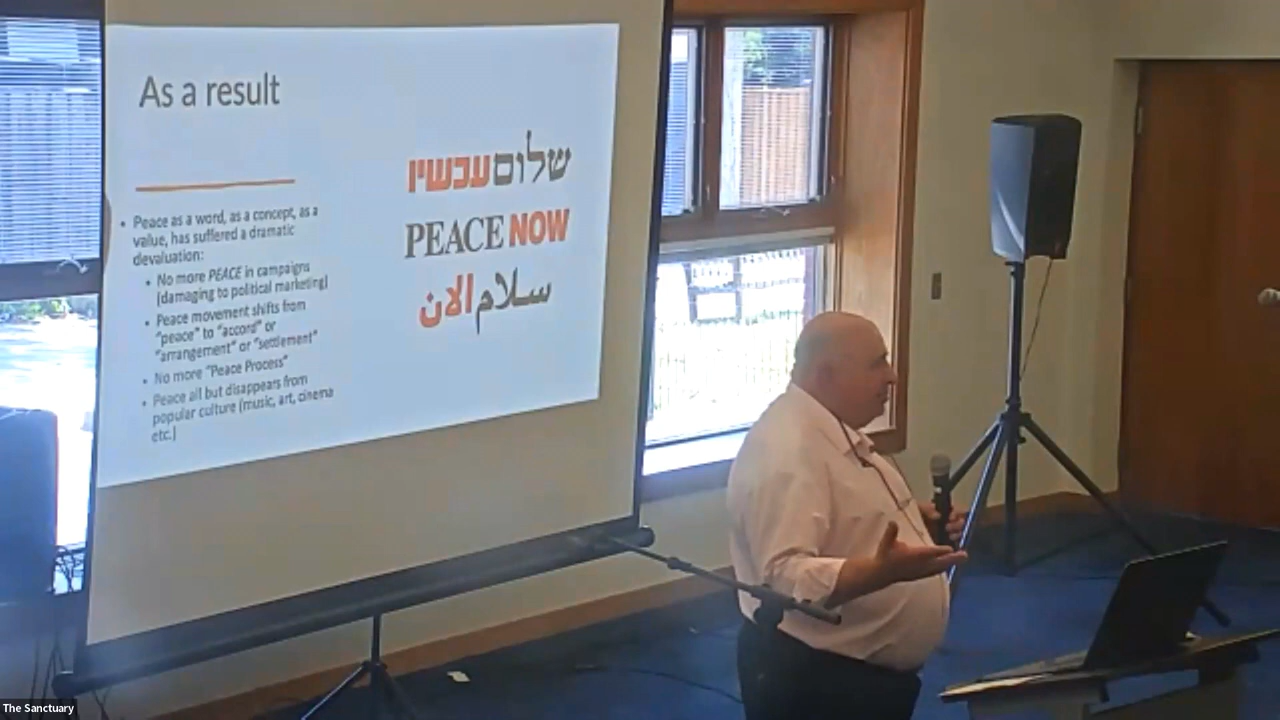 As a result
• Peace as a word, as a concept, as a
value, has suffered a dramatic
devaluation:
• No more PEACE in campaigns
(damaging to political marketing)
• Peace movement shifts from
"peace" to "accord" or
"arrangement" or "settlement"
• No more "Peace Process"
• Peace all but disappears from
popular culture (music, art, cinema
etc.)
שלוםעכשיו
PEACE NOW
سلام الان
The Sanctuary